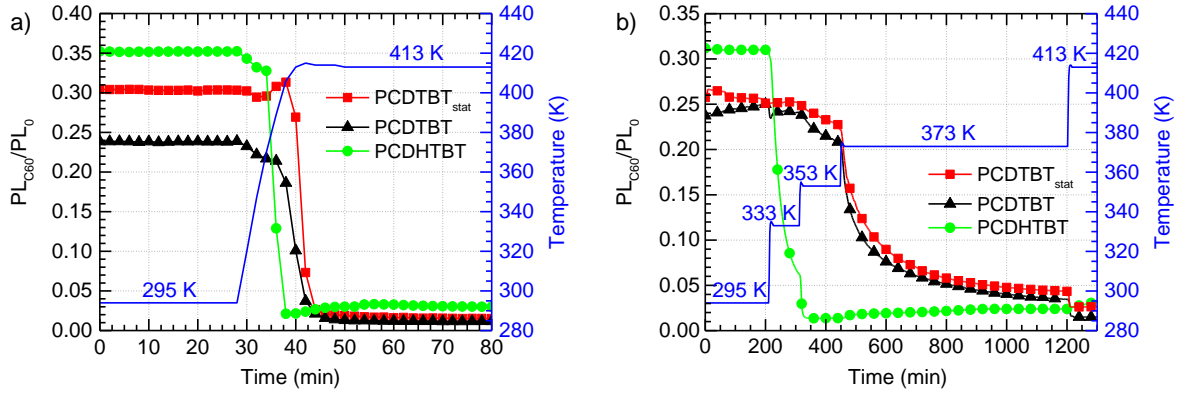 a)
PL_C60/PL_0
0.35
0.30
0.25
0.20
0.15
0.10
0.05
0.00
0.40
295 K
413 K
PCDTBT_stat
PCDTBT
PCDHTBT
440
420
400
380
360
340
320
300
280
Temperature (K)
0 10 20 30 40 50 60 70 80
Time (min)
b)
PL_C60/PL_0
0.35
0.30
0.25
0.20
0.15
0.10
0.05
0.00
413 K
373 K
353 K
333 K
295 K
PCDTBT_stat
PCDTBT
PCDHTBT
440
420
400
380
360
340
320
300
280
Temperature (K)
0 200 400 600 800 1000 1200
Time (min)